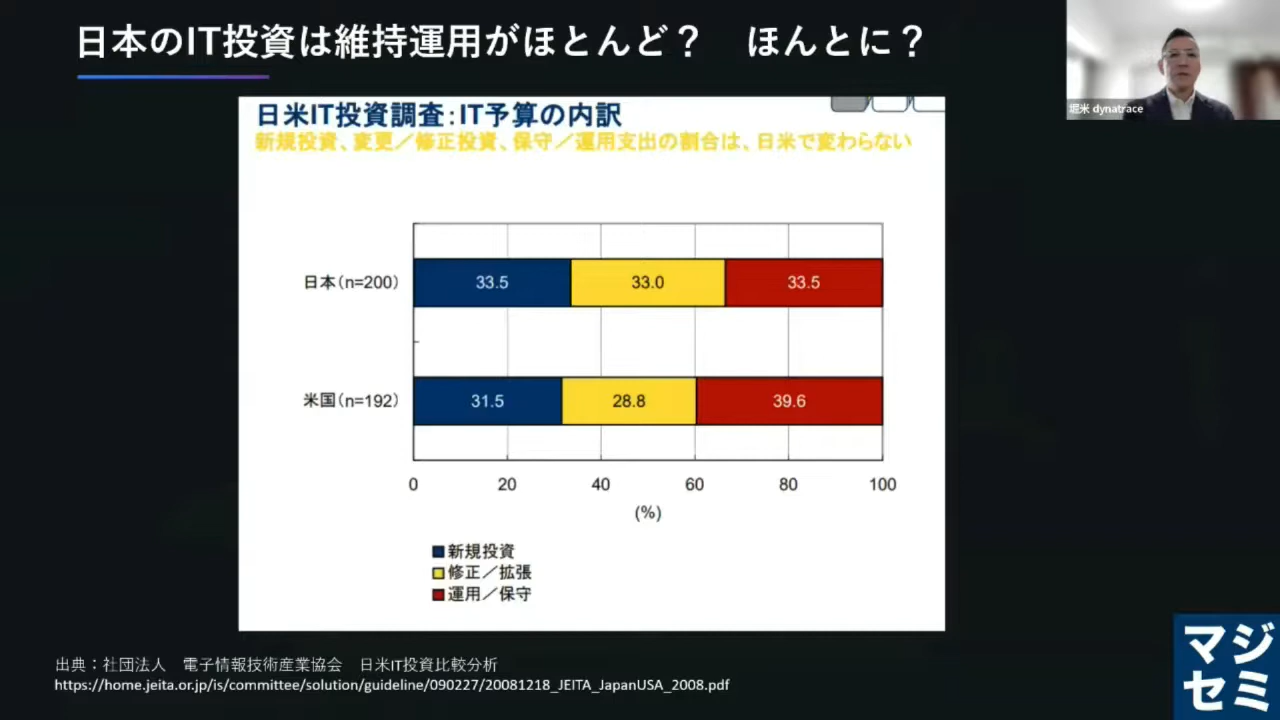 日本のIT投資は維持運用がほとんど？　ほんとに？
堀米 dynatrace
日米IT投資調査：IT予算の内訳
新規投資、変更／修正投資、保守／運用支出の割合は、日米で変わらない
日本（n=200）
33.5
33.0
33.5
米国（n=192）
31.5
28.8
39.6
0 20 40 60 80 100
(%)
新規投資
修正／拡張
運用／保守
出典：社団法人　電子情報技術産業協会　日米IT投資比較分析
https://home.jeita.or.jp/is/committee/solution/guideline/090227/20081218_JEITA_JapanUSA_2008.pdf
マジ
セミ